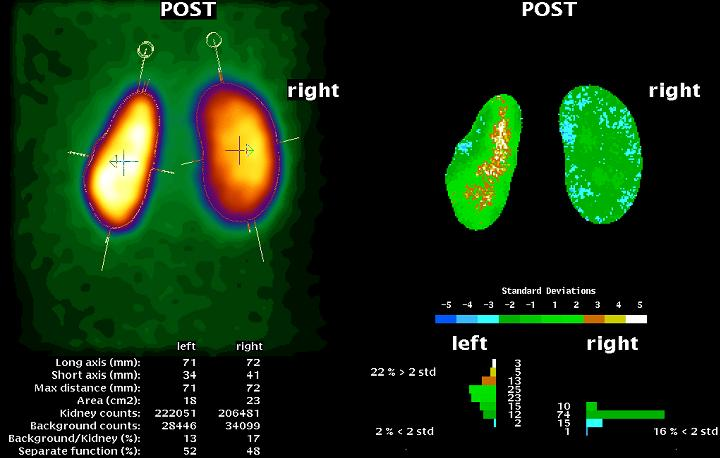 POST
right
left right
Long axis (mm): 71 72
Short axis (mm): 34 41
Max distance (mm): 71 72
Area (cm2): 18 23
Kidney counts: 222051 206481
Background counts: 28446 34099
Background/Kidney (%): 13 17
Separate function (%): 52 48
POST
right
Standard Deviations
-5 -4 -3 -2 -1 1 2 3 4 5
left right
3
22 % > 2 std 5
13
25
23
15 10
12 74
2 15
2 % < 2 std 1 16 % < 2 std